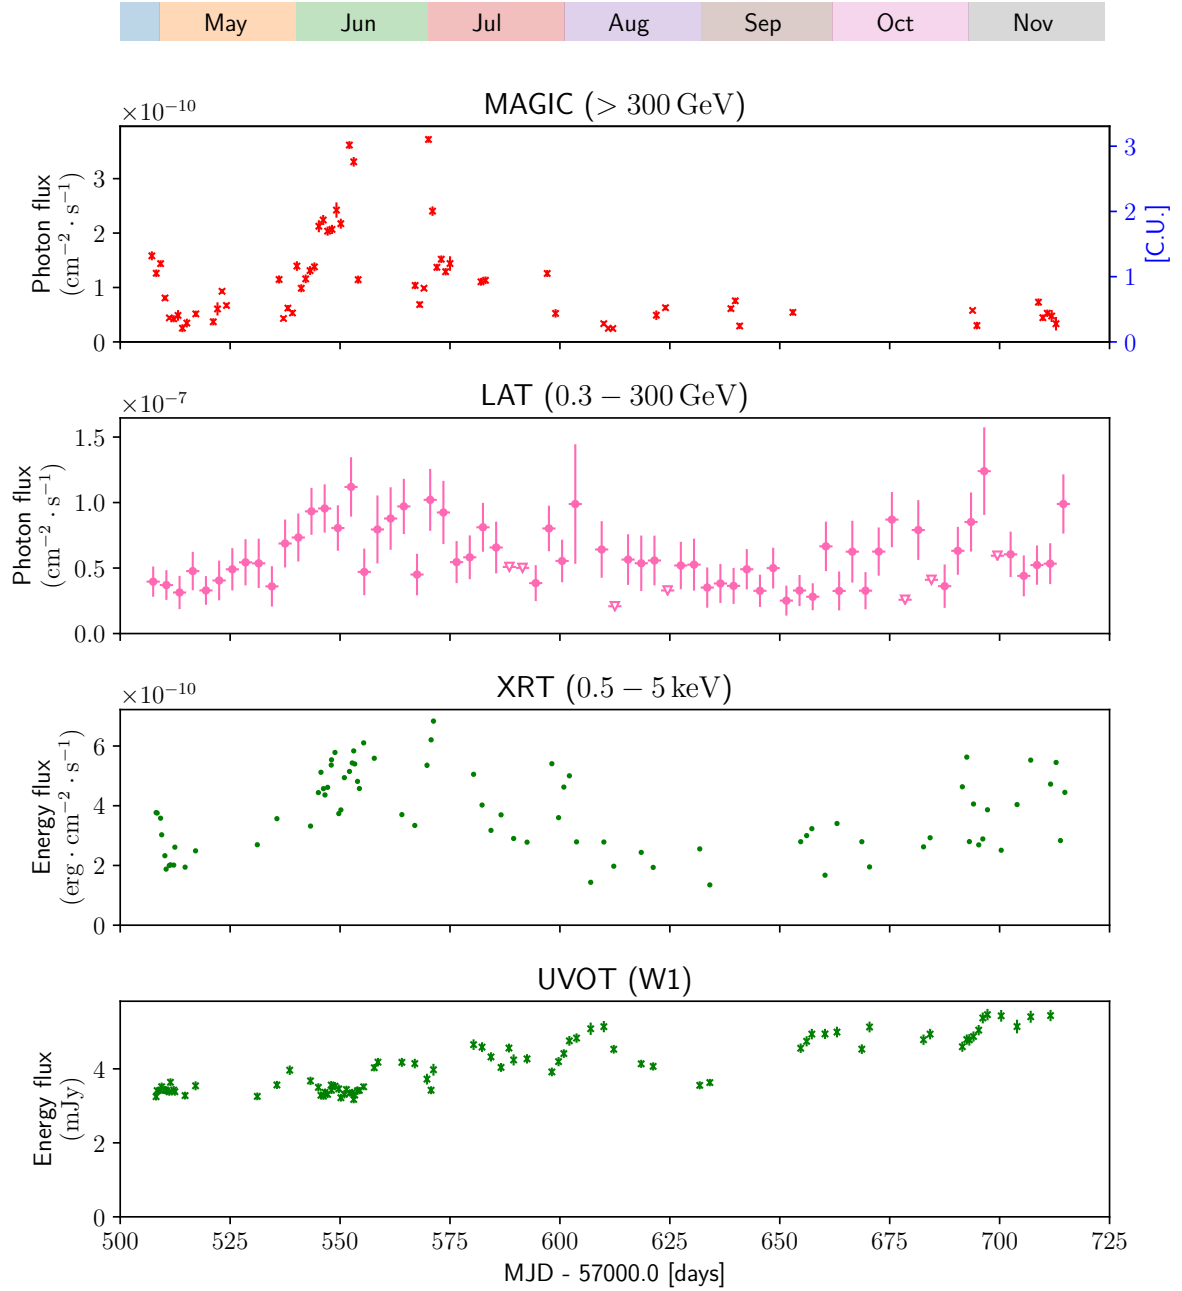 May Jun Jul Aug Sep Oct Nov
×10⁻¹⁰
MAGIC (> 300 GeV)
Photon flux
(cm⁻² · s⁻¹)
3
2
1
0
3
2
1
0
[C.U.]
×10⁻⁷
LAT (0.3 − 300 GeV)
Photon flux
(cm⁻² · s⁻¹)
1.5
1.0
0.5
0.0
×10⁻¹⁰
XRT (0.5 − 5 keV)
Energy flux
(erg · cm⁻² · s⁻¹)
6
4
2
0
UVOT (W1)
Energy flux
(mJy)
4
2
0
500 525 550 575 600 625 650 675 700 725
MJD - 57000.0 [days]